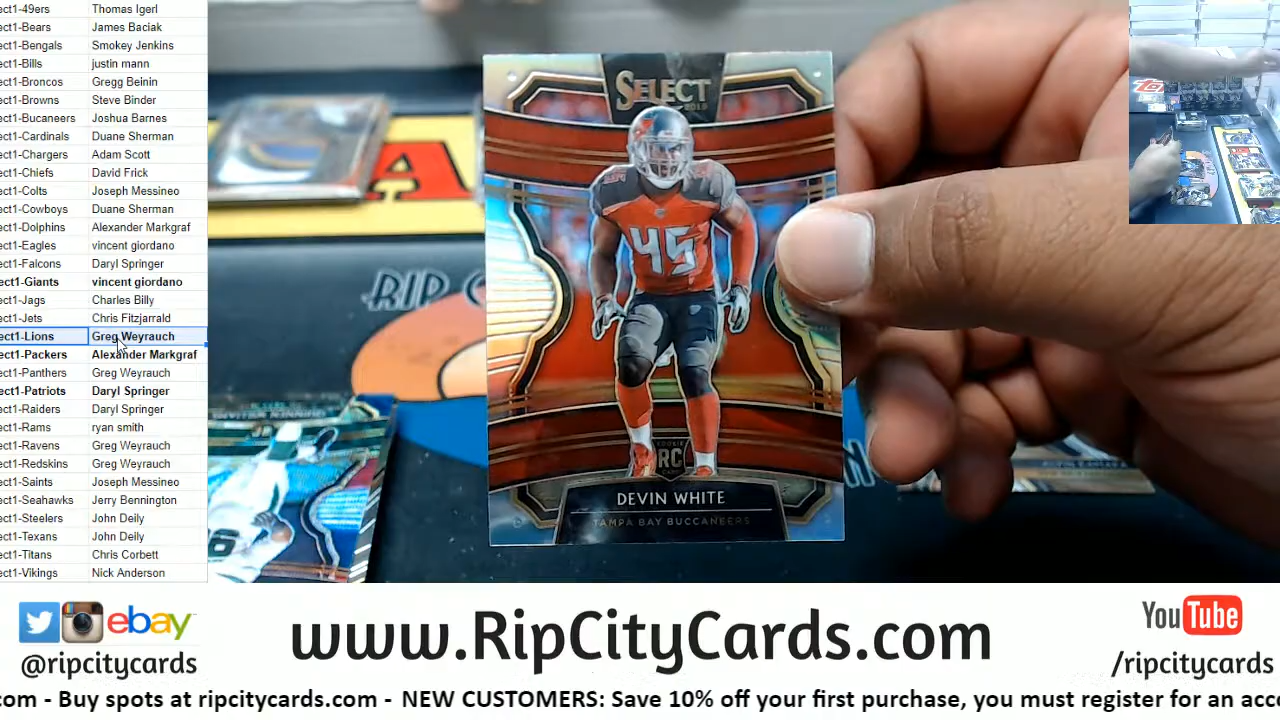 ect1-49ers Thomas Igerl
ect1-Bears James Baciak
ect1-Bengals Smokey Jenkins
ect1-Bills justin mann
ect1-Broncos Gregg Beinin
ect1-Browns Steve Binder
ect1-Bucaneers Joshua Barnes
ect1-Cardinals Duane Sherman
ect1-Chargers Adam Scott
ect1-Chiefs David Frick
ect1-Colts Joseph Messineo
ect1-Cowboys Duane Sherman
ect1-Dolphins Alexander Markgraf
ect1-Eagles vincent giordano
ect1-Falcons Daryl Springer
ect1-Giants vincent giordano
ect1-Jags Charles Billy
ect1-Jets Chris Fitzjarrald
ect1-Lions Greg Weyrauch
ect1-Packers Alexander Markgraf
ect1-Panthers Greg Weyrauch
ect1-Patriots Daryl Springer
ect1-Raiders Daryl Springer
ect1-Rams ryan smith
ect1-Ravens Greg Weyrauch
ect1-Redskins Greg Weyrauch
ect1-Saints Joseph Messineo
ect1-Seahawks Jerry Bennington
ect1-Steelers John Deily
ect1-Texans John Deily
ect1-Titans Chris Corbett
ect1-Vikings Nick Anderson
SELECT
2019
45
ROOKIE
RC
DEVIN WHITE
TAMPA BAY BUCCANEERS
A
RIP C
ebay
@ripcitycards
www.RipCityCards.com
YouTube
/ripcitycards
com - Buy spots at ripcitycards.com - NEW CUSTOMERS: Save 10% off your first purchase, you must register for an acc